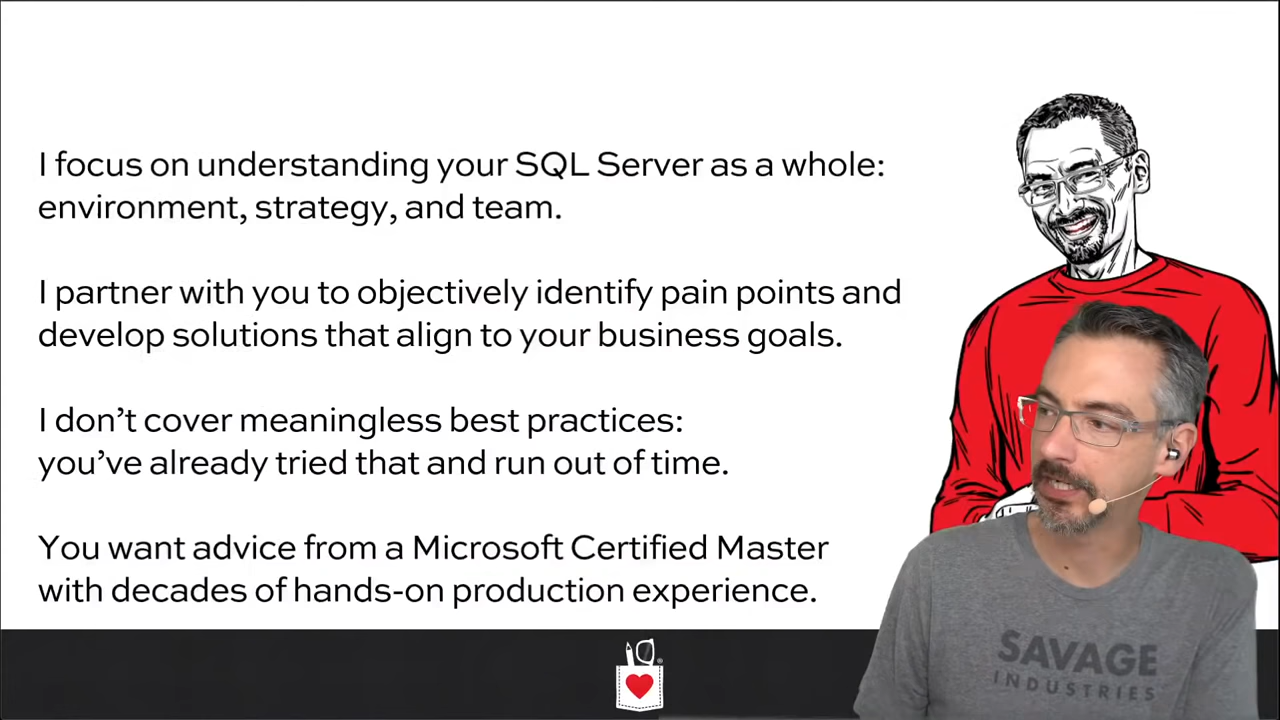 I focus on understanding your SQL Server as a whole:
environment, strategy, and team.
I partner with you to objectively identify pain points and
develop solutions that align to your business goals.
I don’t cover meaningless best practices:
you’ve already tried that and run out of time.
You want advice from a Microsoft Certified Master
with decades of hands-on production experience.
SAVAGE
INDUSTRIES
®